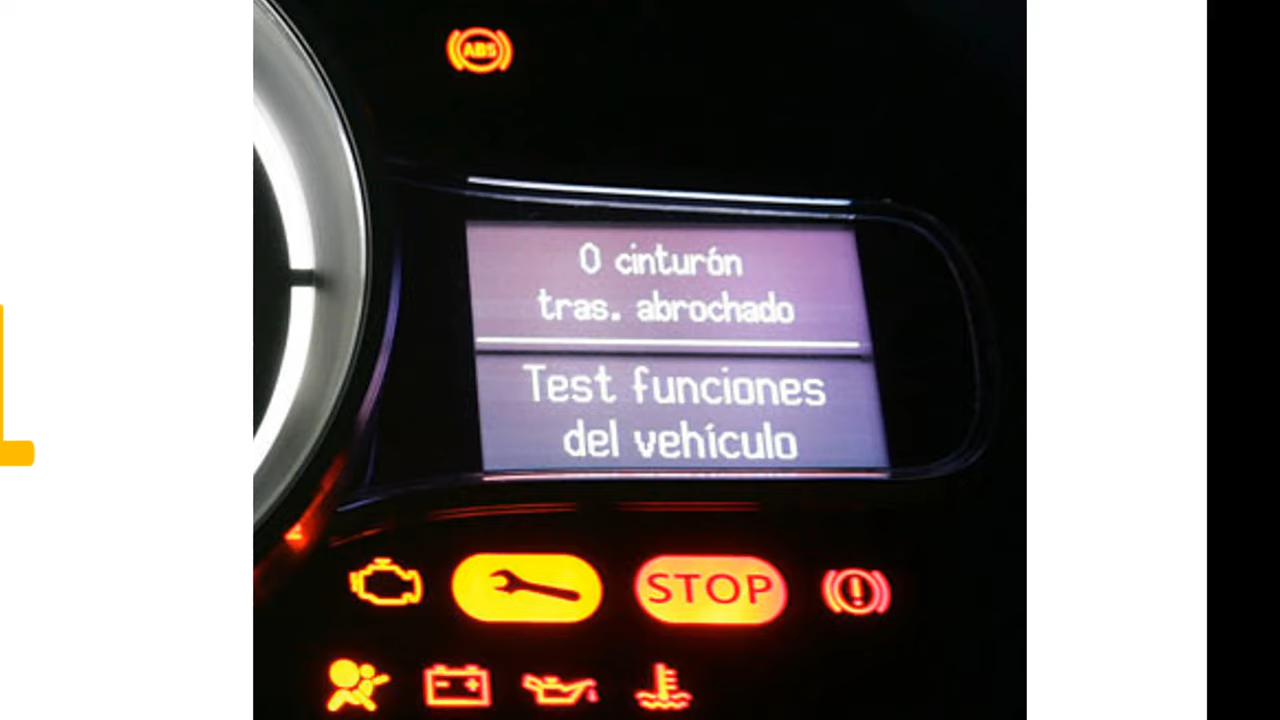 ABS
0 cinturón
tras. abrochado
Test funciones
del vehículo
STOP